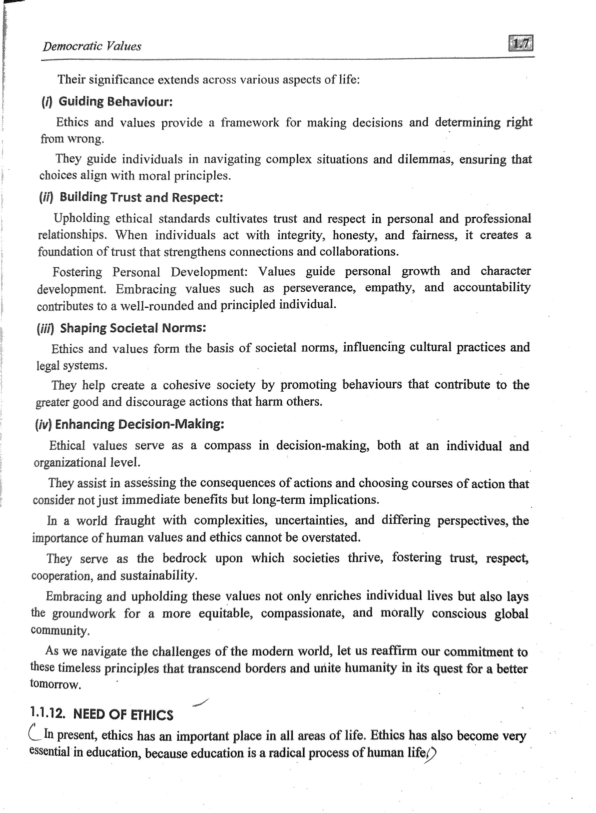 Democratic Values
1.7
Their significance extends across various aspects of life:
(i) Guiding Behaviour:
Ethics and values provide a framework for making decisions and determining right
from wrong.
They guide individuals in navigating complex situations and dilemmas, ensuring that
choices align with moral principles.
(ii) Building Trust and Respect:
Upholding ethical standards cultivates trust and respect in personal and professional
relationships. When individuals act with integrity, honesty, and fairness, it creates a
foundation of trust that strengthens connections and collaborations.
Fostering Personal Development: Values guide personal growth and character
development. Embracing values such as perseverance, empathy, and accountability
contributes to a well-rounded and principled individual.
(iii) Shaping Societal Norms:
Ethics and values form the basis of societal norms, influencing cultural practices and
legal systems.
They help create a cohesive society by promoting behaviours that contribute to the
greater good and discourage actions that harm others.
(iv) Enhancing Decision-Making:
Ethical values serve as a compass in decision-making, both at an individual and
organizational level.
They assist in assessing the consequences of actions and choosing courses of action that
consider not just immediate benefits but long-term implications.
In a world fraught with complexities, uncertainties, and differing perspectives, the
importance of human values and ethics cannot be overstated.
They serve as the bedrock upon which societies thrive, fostering trust, respect,
cooperation, and sustainability.
Embracing and upholding these values not only enriches individual lives but also lays
the groundwork for a more equitable, compassionate, and morally conscious global
community.
As we navigate the challenges of the modern world, let us reaffirm our commitment to
these timeless principles that transcend borders and unite humanity in its quest for a better
tomorrow.
1.1.12. NEED OF ETHICS
In present, ethics has an important place in all areas of life. Ethics has also become very
essential in education, because education is a radical process of human life.